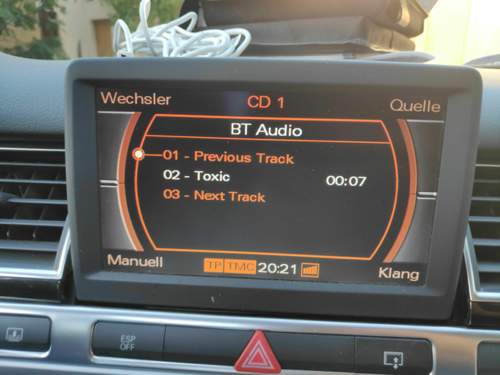 Wechsler CD 1 Quelle
BT Audio
01 - Previous Track
02 - Toxic 00:07
03 - Next Track
Manuell TP TMC 20:21 Klang
ESP
OFF